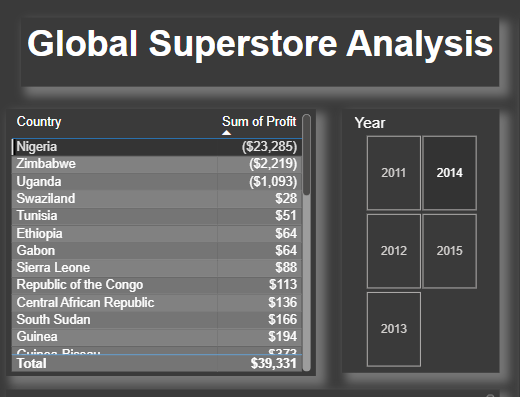 Global Superstore Analysis
Country Sum of Profit
Nigeria ($23,285)
Zimbabwe ($2,219)
Uganda ($1,093)
Swaziland $28
Tunisia $51
Ethiopia $64
Gabon $64
Sierra Leone $88
Republic of the Congo $113
Central African Republic $136
South Sudan $166
Guinea $194
Guinea-Bissau $373
Total $39,331
Year
2011 2014
2012 2015
2013